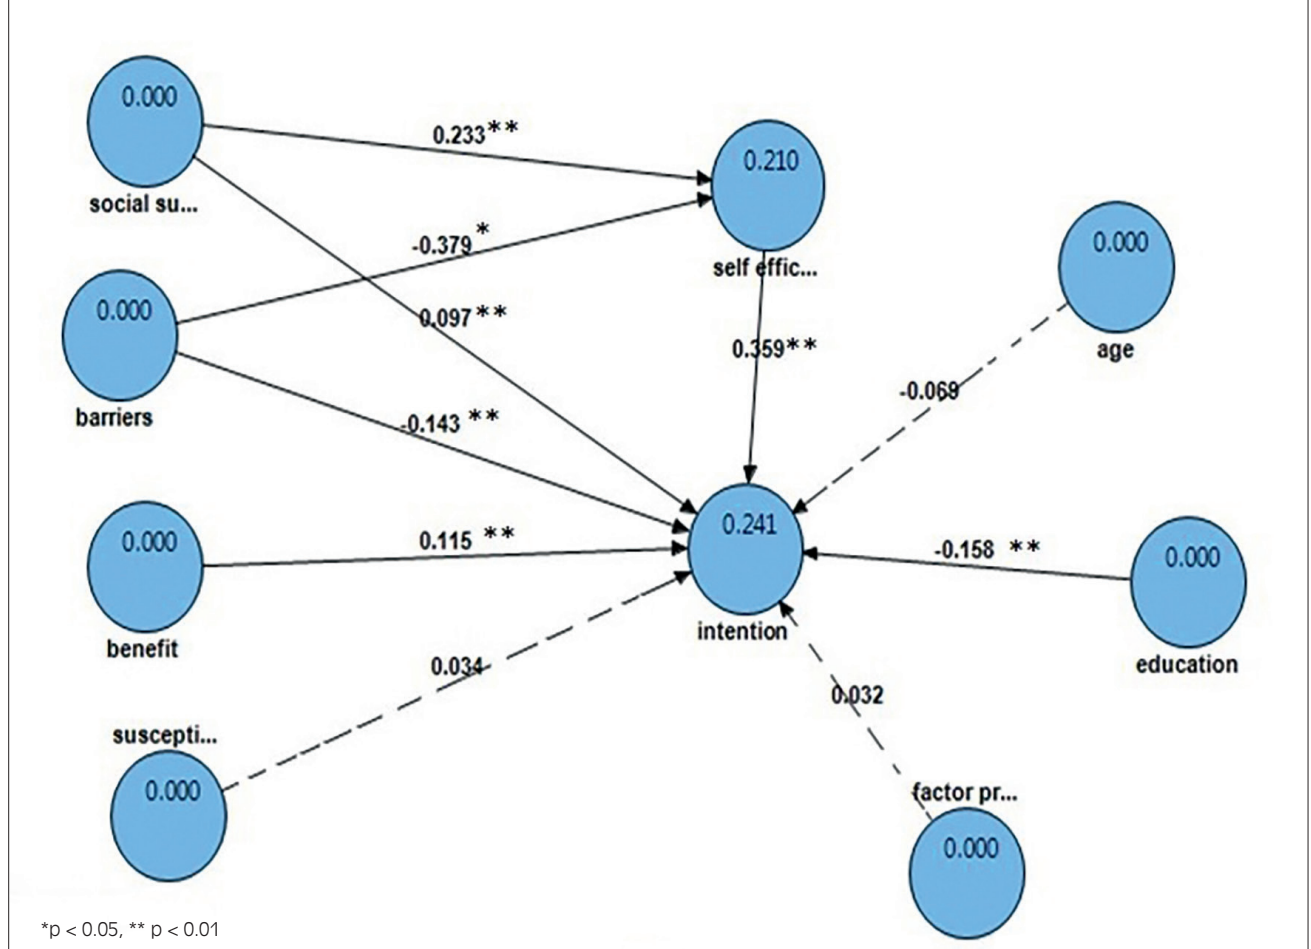 0.000
social su...
0.233**
0.210
self effic...
-0.379 *
0.000
barriers
0.097**
0.359**
0.000
age
-0.069
-0.143 **
0.000
benefit
0.115 **
0.241
intention
-0.158 **
0.000
education
0.034
0.032
suscepti...
0.000
factor pr...
0.000
*p < 0.05, ** p < 0.01